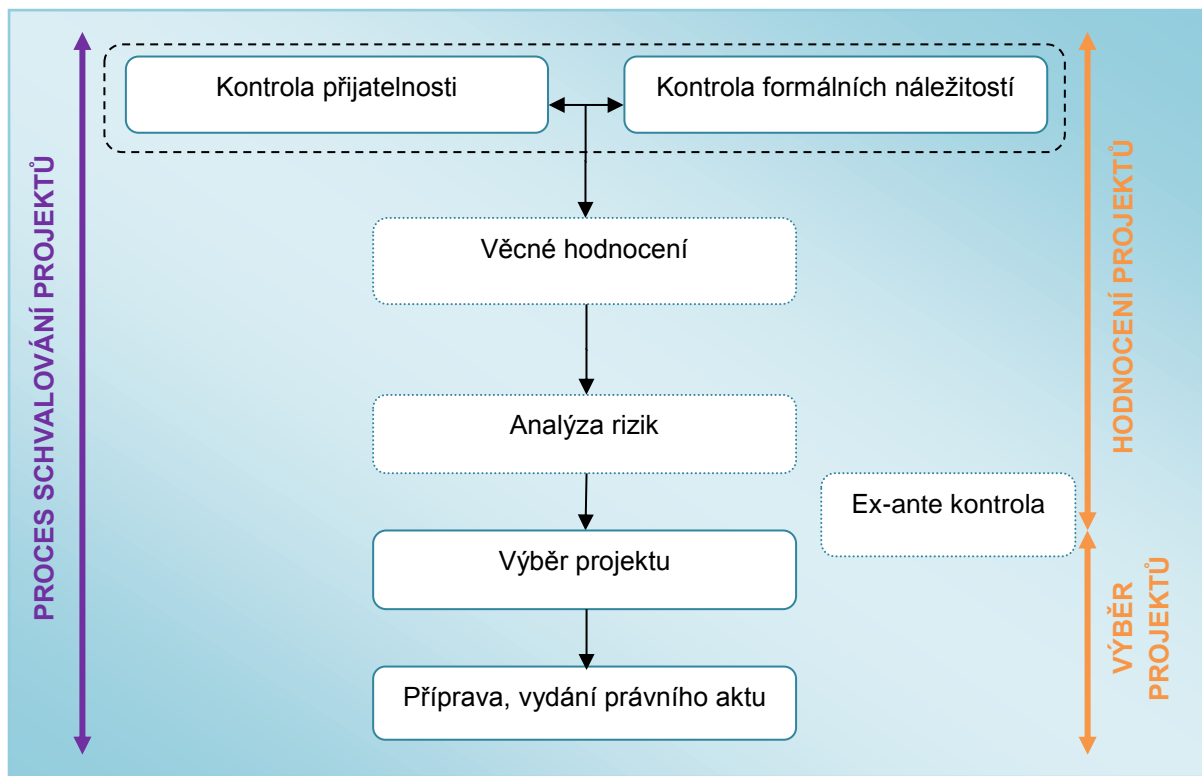 PROCES SCHVALOVÁNÍ PROJEKTŮ
Kontrola přijatelnosti
Kontrola formálních náležitostí
Věcné hodnocení
Analýza rizik
Ex-ante kontrola
Výběr projektu
Příprava, vydání právního aktu
HODNOCENÍ PROJEKTŮ
VÝBĚR
PROJEKTŮ